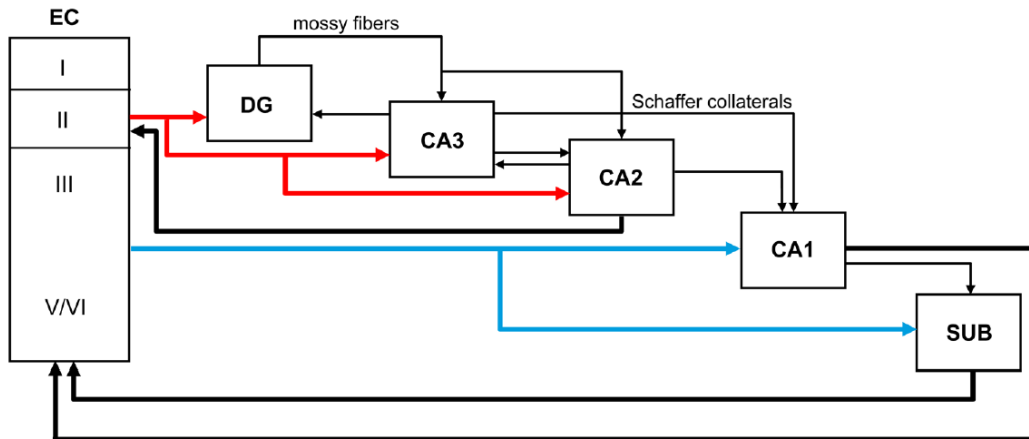 EC
mossy fibers
I
DG
Schaffer collaterals
II
CA3
CA2
III
CA1
V/VI
SUB